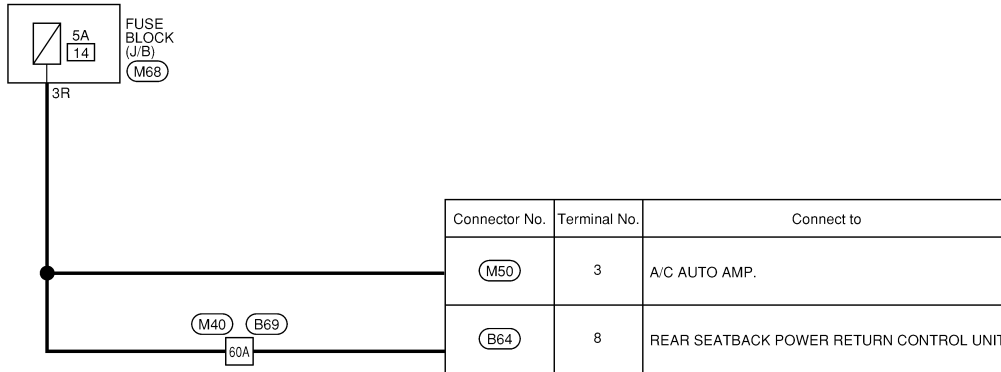 FUSE
BLOCK
(J/B)
5A
14
M68
3R
Connector No. Terminal No. Connect to
M50 3 A/C AUTO AMP.
M40 B69
60A
B64 8 REAR SEATBACK POWER RETURN CONTROL UNIT